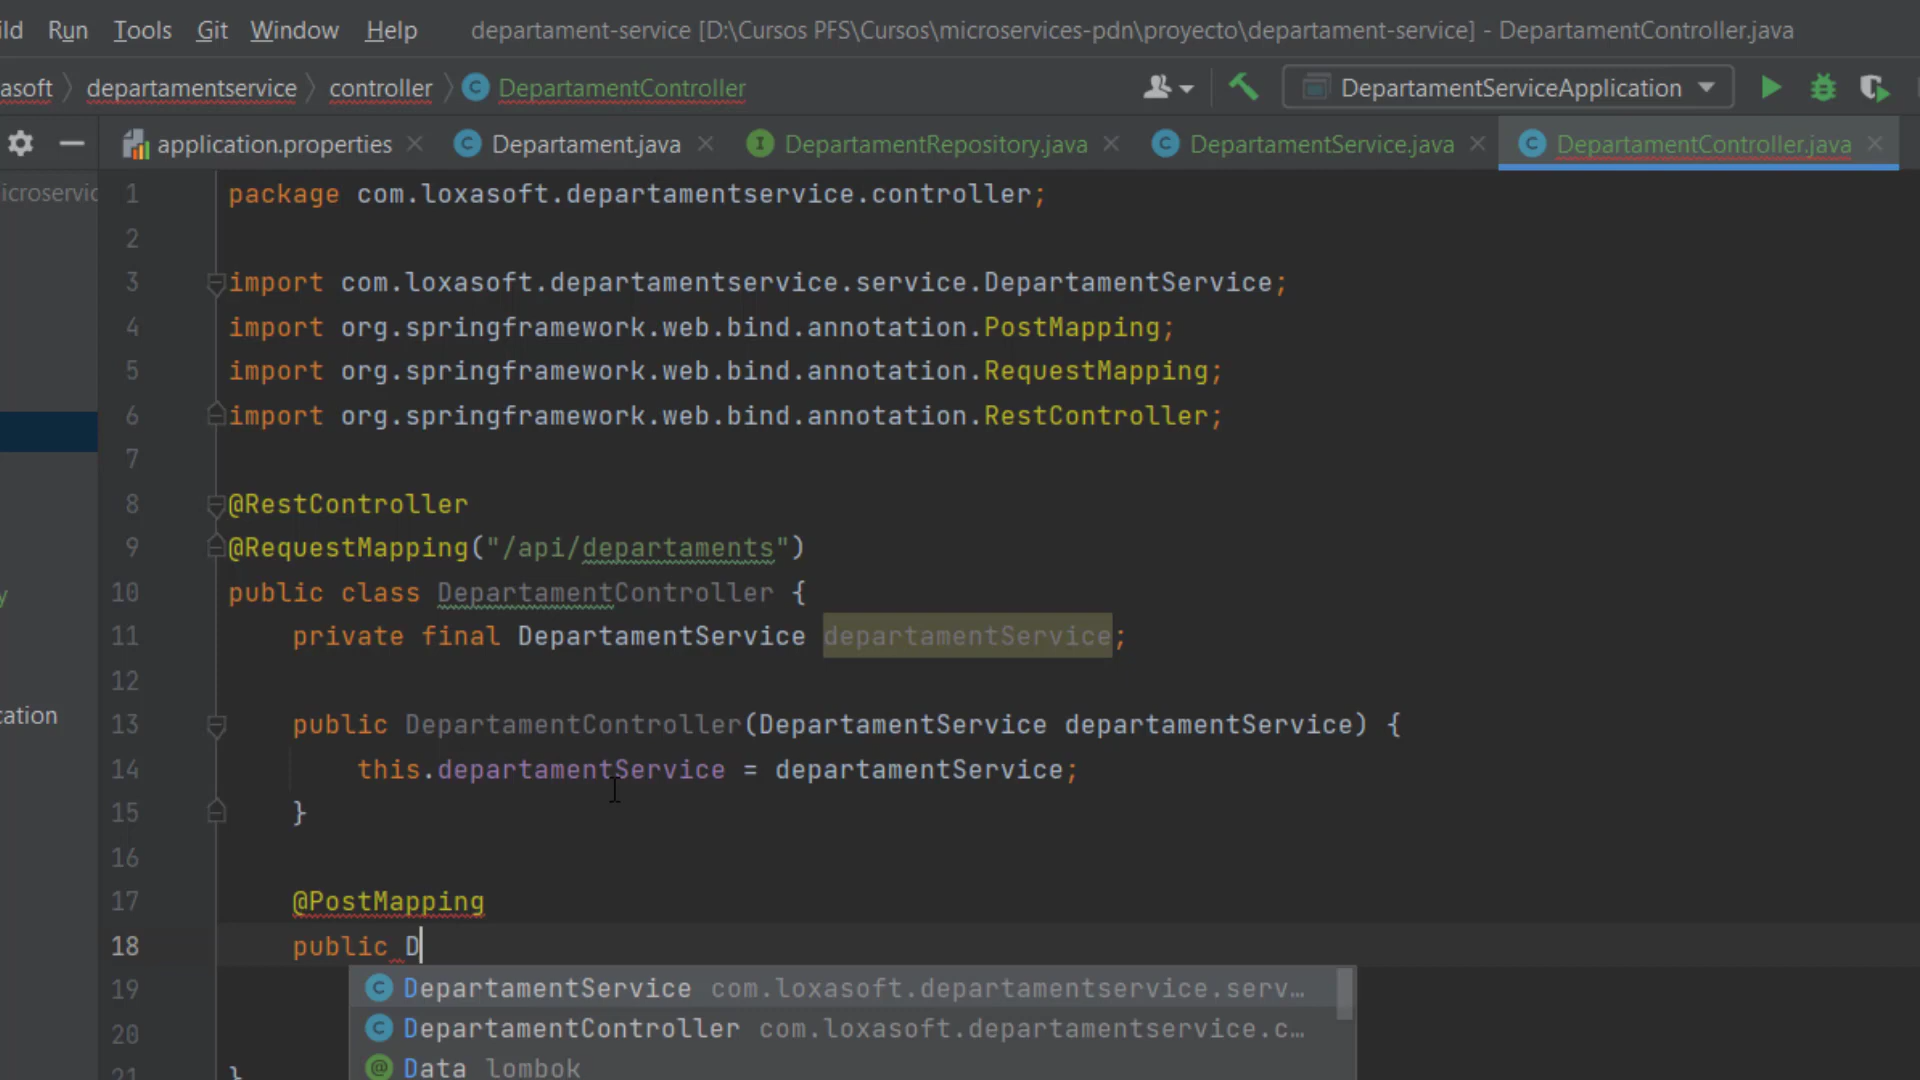 ild Run Tools Git Window Help departament-service [D:\Cursos PFS\Cursos\microservices-pdn\proyecto\departament-service] - DepartamentController.java
asoft departamentservice controller DepartamentController DepartamentServiceApplication
application.properties Departament.java DepartamentRepository.java DepartamentService.java DepartamentController.java
icroservic
1 package com.loxasoft.departamentservice.controller;
2
3 import com.loxasoft.departamentservice.service.DepartamentService;
4 import org.springframework.web.bind.annotation.PostMapping;
5 import org.springframework.web.bind.annotation.RequestMapping;
6 import org.springframework.web.bind.annotation.RestController;
7
8 @RestController
9 @RequestMapping("/api/departaments")
10 public class DepartamentController {
y
11 private final DepartamentService departamentService;
12
cation
13 public DepartamentController(DepartamentService departamentService) {
14 this.departamentService = departamentService;
15 }
16
17 @PostMapping
18 public D
19
DepartamentService com.loxasoft.departamentservice.serv…
20
DepartamentController com.loxasoft.departamentservice.c…
21 }
Data lombok